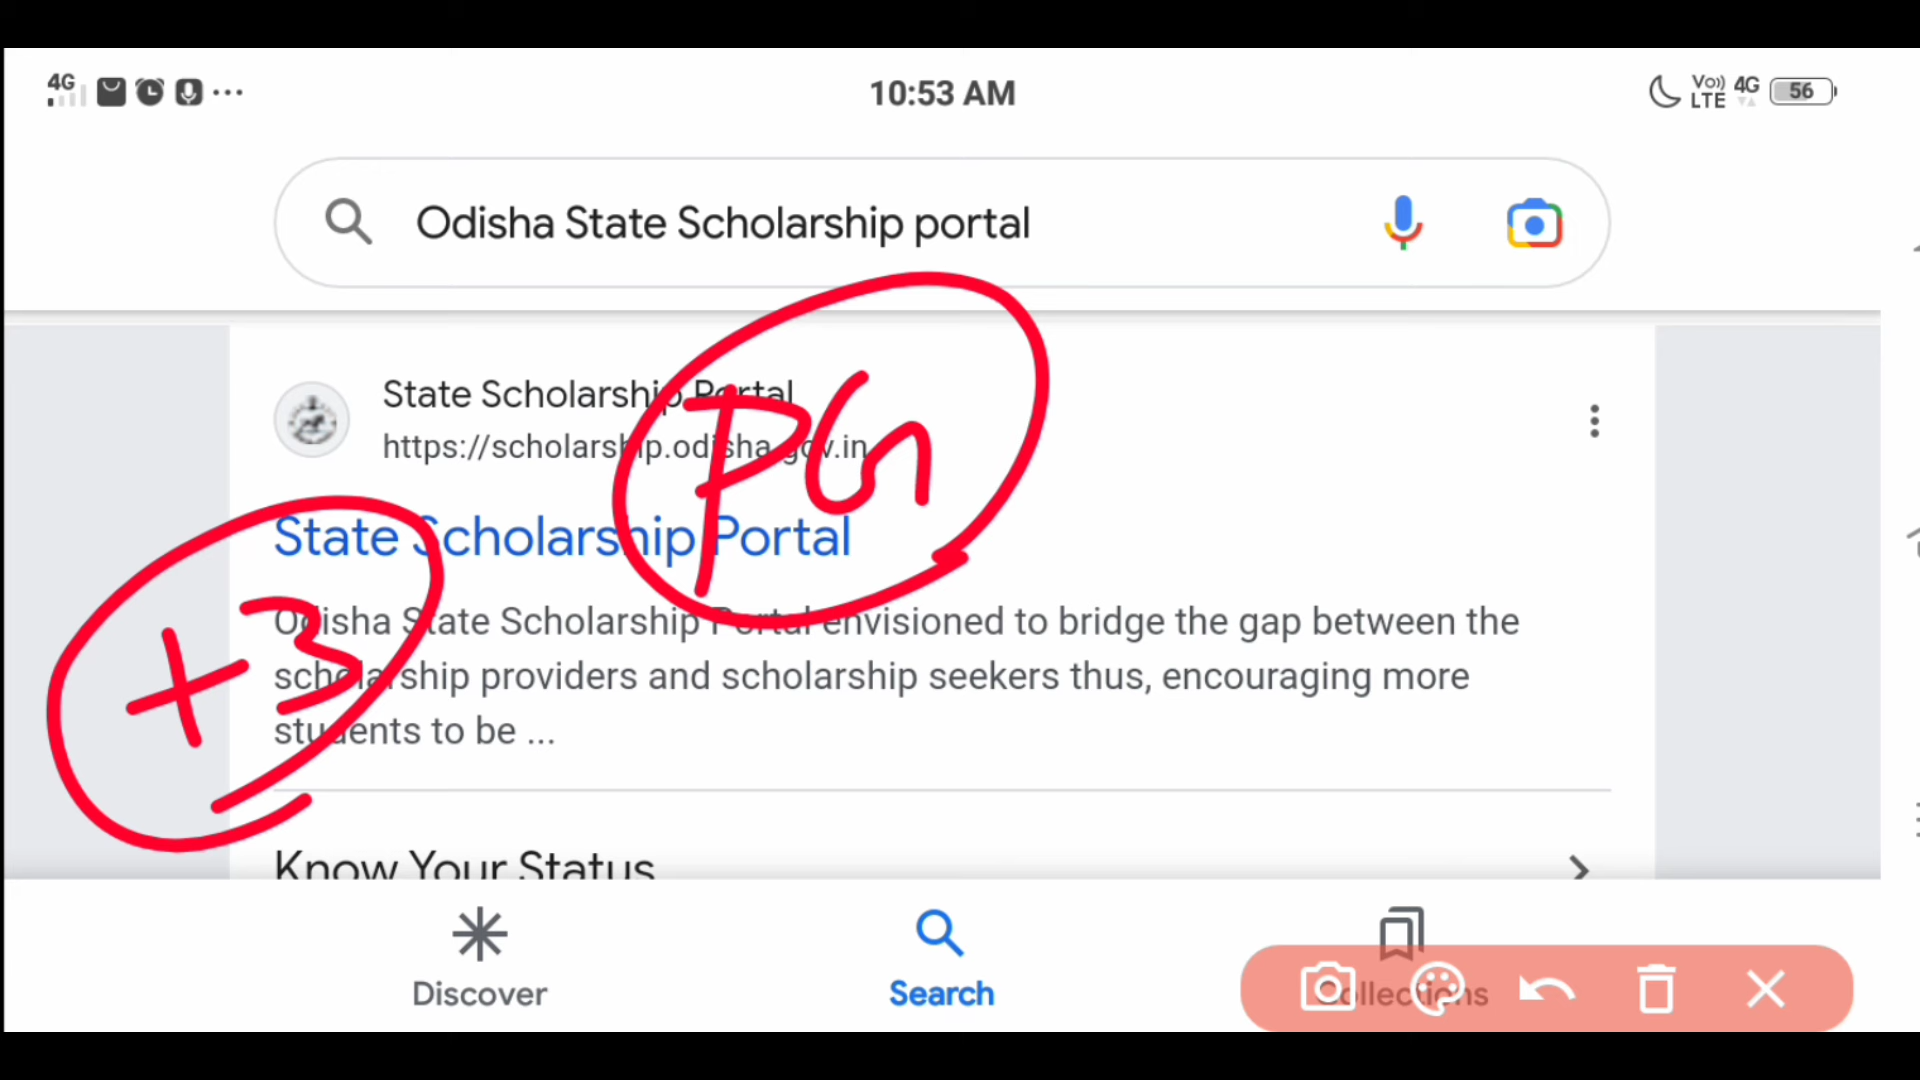 4G ... 10:53 AM Vo)) LTE 4G 56
Odisha State Scholarship portal
State Scholarship Portal
https://scholarship.odisha.gov.in
PG
State Scholarship Portal
+3
Odisha State Scholarship Portal envisioned to bridge the gap between the
scholarship providers and scholarship seekers thus, encouraging more
students to be ...
Know Your Status
Discover Search Collections